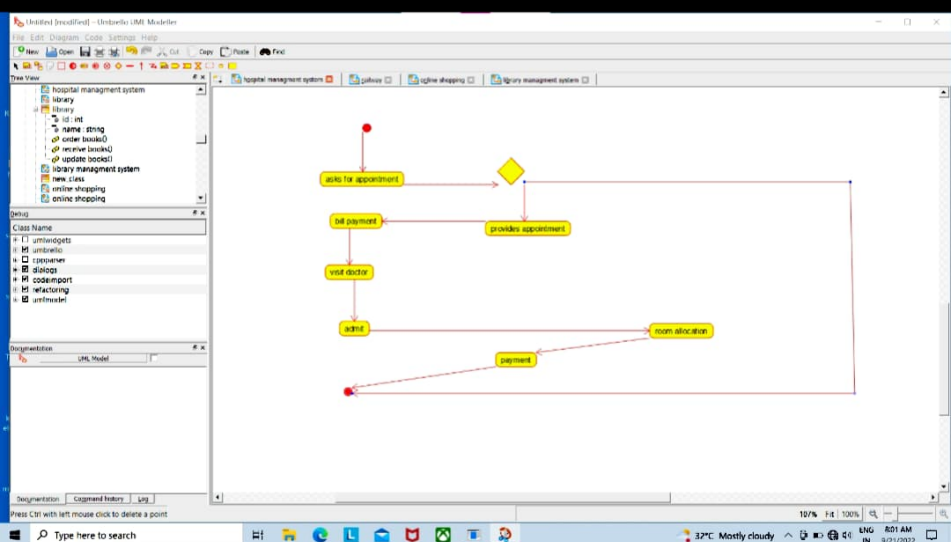 Untitled [modified] - Umbrello UML Modeller
File Edit Diagram Code Settings Help
New Open Cut Copy Paste Find
Tree View
hospital managment system
library
library
id : int
name : string
order books()
receive books()
update books()
library managment system
new_class
online shopping
online shopping
Debug
Class Name
umlwidgets
umbrello
cppparser
dialogs
codeimport
refactoring
umlmodel
Documentation
UML Model
Documentation Command history Log
Press Ctrl with left mouse click to delete a point
hospital managment system railway online shopping library managment system
asks for appointment
bill payment
provides appointment
visit doctor
admit
room allocation
payment
107% Fit 100%
Type here to search
32°C Mostly cloudy
ENG
IN
8:01 AM
9/21/2022